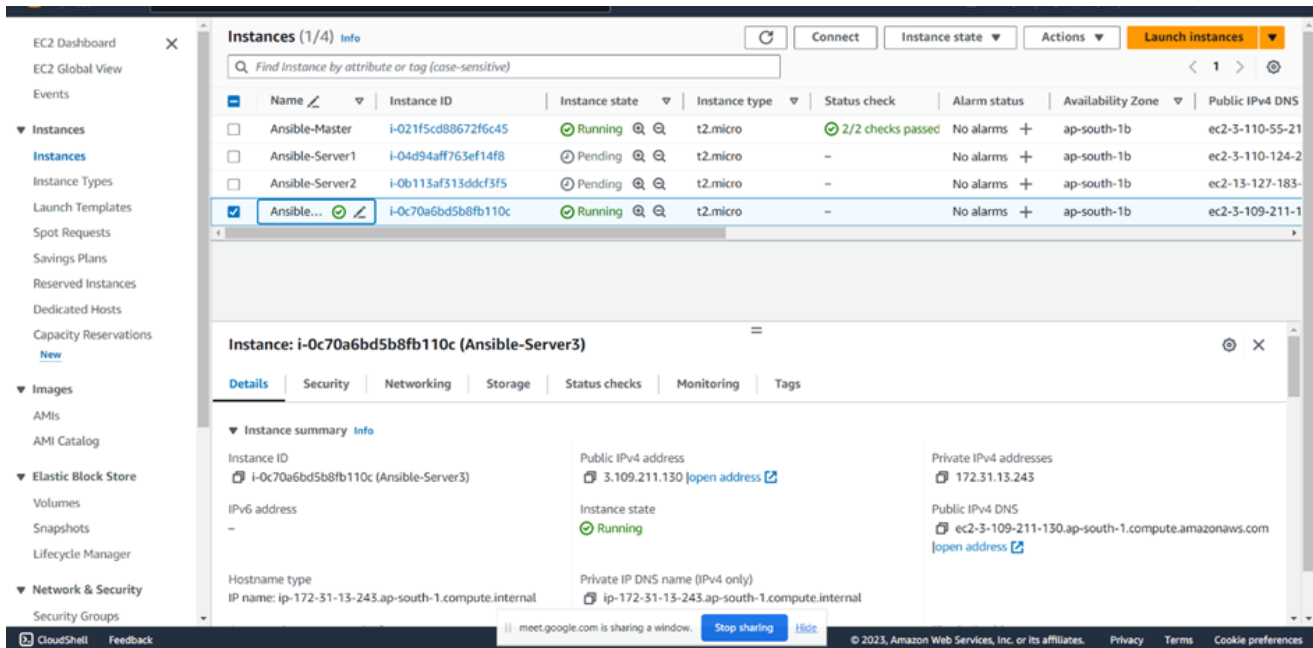 EC2 Dashboard
EC2 Global View
Events
Instances
Instances
Instance Types
Launch Templates
Spot Requests
Savings Plans
Reserved Instances
Dedicated Hosts
Capacity Reservations
New
Images
AMIs
AMI Catalog
Elastic Block Store
Volumes
Snapshots
Lifecycle Manager
Network & Security
Security Groups
Instances (1/4) Info
Connect Instance state Actions Launch instances
Find Instance by attribute or tag (case-sensitive)
1
Name Instance ID Instance state Instance type Status check Alarm status Availability Zone Public IPv4 DNS
Ansible-Master i-021f5cd88672f6c45 Running t2.micro 2/2 checks passed No alarms + ap-south-1b ec2-3-110-55-21
Ansible-Server1 i-04d94aff763ef14f8 Pending t2.micro – No alarms + ap-south-1b ec2-3-110-124-2
Ansible-Server2 i-0b113af313ddcf3f5 Pending t2.micro – No alarms + ap-south-1b ec2-13-127-183-
Ansible... i-0c70a6bd5b8fb110c Running t2.micro – No alarms + ap-south-1b ec2-3-109-211-1
Instance: i-0c70a6bd5b8fb110c (Ansible-Server3)
Details Security Networking Storage Status checks Monitoring Tags
Instance summary Info
Instance ID
i-0c70a6bd5b8fb110c (Ansible-Server3)
Public IPv4 address
3.109.211.130 |open address
Private IPv4 addresses
172.31.13.243
IPv6 address
–
Instance state
Running
Public IPv4 DNS
ec2-3-109-211-130.ap-south-1.compute.amazonaws.com
|open address
Hostname type
IP name: ip-172-31-13-243.ap-south-1.compute.internal
Private IP DNS name (IPv4 only)
ip-172-31-13-243.ap-south-1.compute.internal
meet.google.com is sharing a window. Stop sharing Hide
CloudShell Feedback © 2023, Amazon Web Services, Inc. or its affiliates. Privacy Terms Cookie preferences